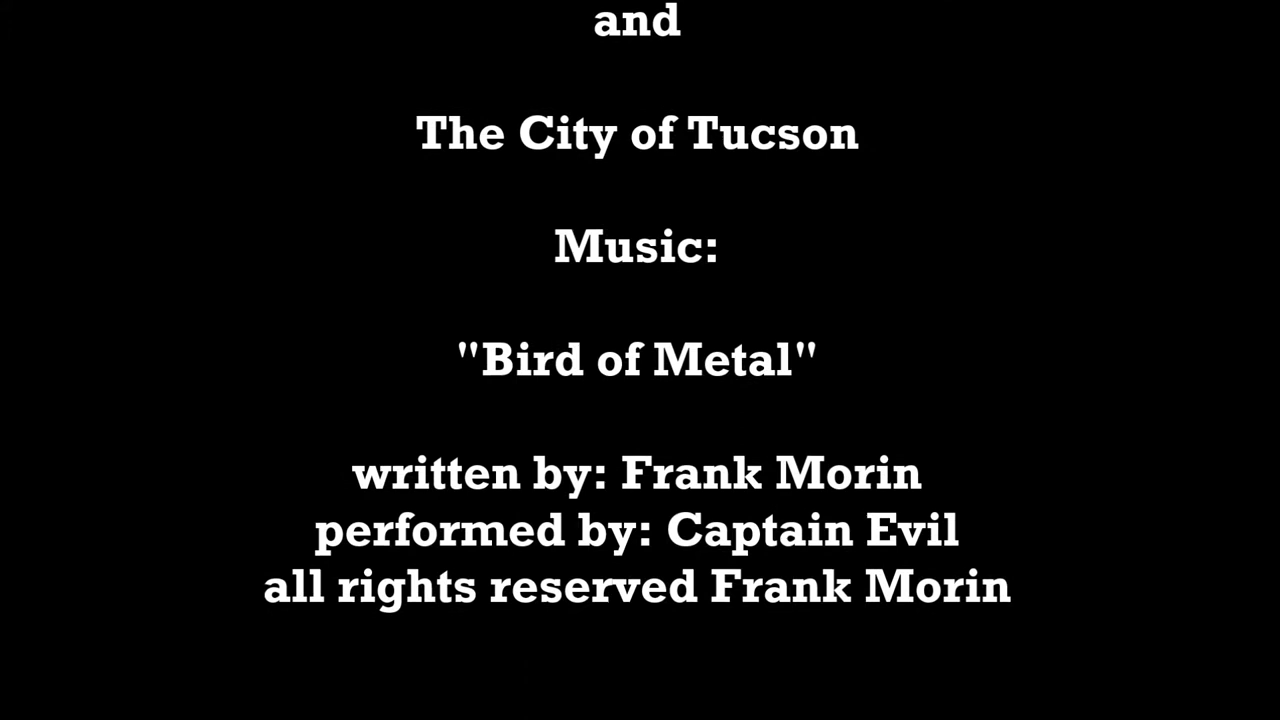 and
The City of Tucson
Music:
"Bird of Metal"
written by: Frank Morin
performed by: Captain Evil
all rights reserved Frank Morin